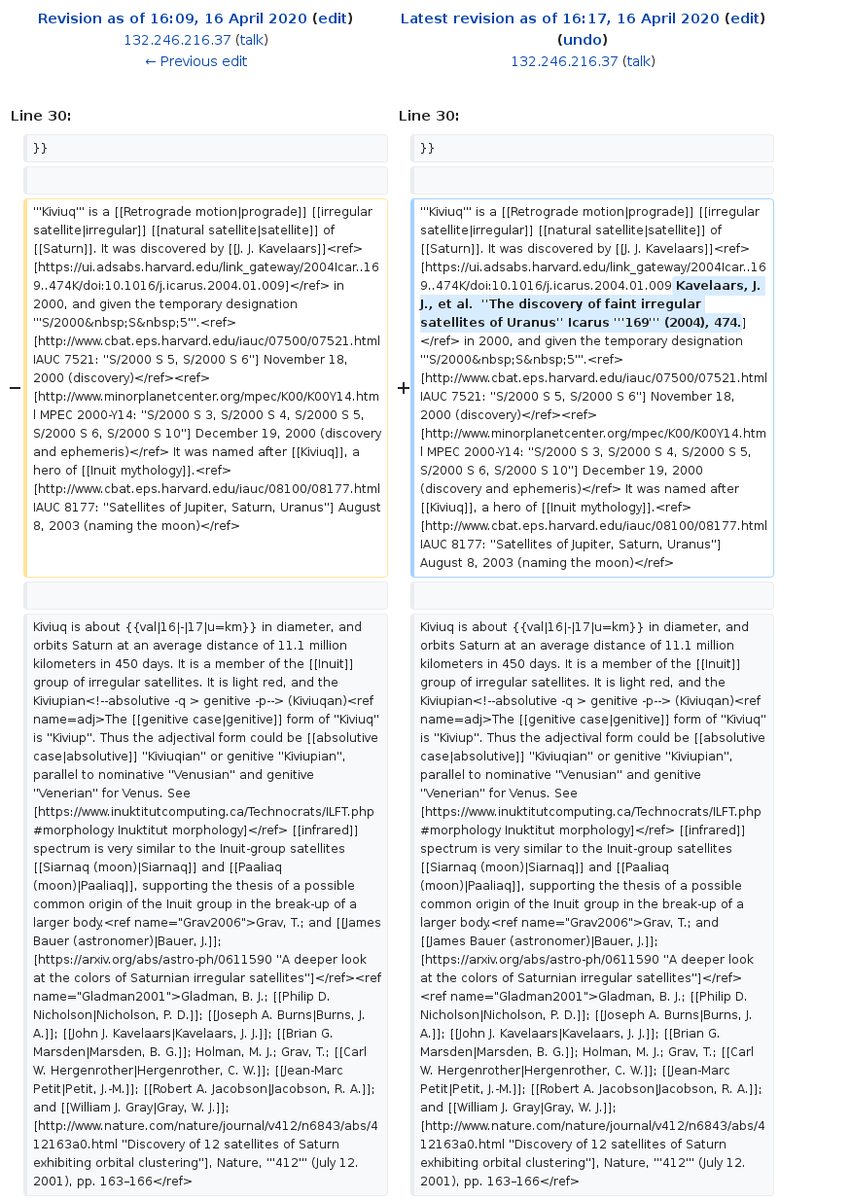 Revision as of 16:09, 16 April 2020 (edit)
132.246.216.37 (talk)
← Previous edit
Latest revision as of 16:17, 16 April 2020 (edit)
(undo)
132.246.216.37 (talk)
Line 30:
Line 30:
}}
}}
−
'''Kiviuq''' is a [[Retrograde motion|prograde]] [[irregular
satellite|irregular]] [[natural satellite|satellite]] of
[[Saturn]]. It was discovered by [[J. J. Kavelaars]]<ref>
[https://ui.adsabs.harvard.edu/link_gateway/2004Icar..16
9..474K/doi:10.1016/j.icarus.2004.01.009]</ref> in
2000, and given the temporary designation
'''S/2000&nbsp;S&nbsp;5'''.<ref>
[http://www.cbat.eps.harvard.edu/iauc/07500/07521.html
IAUC 7521: "S/2000 S 5, S/2000 S 6"] November 18,
2000 (discovery)</ref><ref>
[http://www.minorplanetcenter.org/mpec/K00/K00Y14.htm
l MPEC 2000-Y14: "S/2000 S 3, S/2000 S 4, S/2000 S 5,
S/2000 S 6, S/2000 S 10"] December 19, 2000 (discovery
and ephemeris)</ref> It was named after [[Kiviuq]], a
hero of [[Inuit mythology]].<ref>
[http://www.cbat.eps.harvard.edu/iauc/08100/08177.html
IAUC 8177: "Satellites of Jupiter, Saturn, Uranus"] August
8, 2003 (naming the moon)</ref>
+
'''Kiviuq''' is a [[Retrograde motion|prograde]] [[irregular
satellite|irregular]] [[natural satellite|satellite]] of
[[Saturn]]. It was discovered by [[J. J. Kavelaars]]<ref>
[https://ui.adsabs.harvard.edu/link_gateway/2004Icar..16
9..474K/doi:10.1016/j.icarus.2004.01.009 Kavelaars, J.
J., et al.  ''The discovery of faint irregular
satellites of Uranus'' Icarus '''169''' (2004), 474.]
</ref> in 2000, and given the temporary designation
'''S/2000&nbsp;S&nbsp;5'''.<ref>
[http://www.cbat.eps.harvard.edu/iauc/07500/07521.html
IAUC 7521: "S/2000 S 5, S/2000 S 6"] November 18,
2000 (discovery)</ref><ref>
[http://www.minorplanetcenter.org/mpec/K00/K00Y14.htm
l MPEC 2000-Y14: "S/2000 S 3, S/2000 S 4, S/2000 S 5,
S/2000 S 6, S/2000 S 10"] December 19, 2000
(discovery and ephemeris)</ref> It was named after
[[Kiviuq]], a hero of [[Inuit mythology]].<ref>
[http://www.cbat.eps.harvard.edu/iauc/08100/08177.html
IAUC 8177: "Satellites of Jupiter, Saturn, Uranus"]
August 8, 2003 (naming the moon)</ref>
Kiviuq is about {{val|16|-|17|u=km}} in diameter, and
orbits Saturn at an average distance of 11.1 million
kilometers in 450 days. It is a member of the [[Inuit]]
group of irregular satellites. It is light red, and the
Kiviupian<!--absolutive -q > genitive -p--> (Kiviuqan)<ref
name=adj>The [[genitive case|genitive]] form of "Kiviuq"
is "Kiviup". Thus the adjectival form could be [[absolutive
case|absolutive]] "Kiviuqian" or genitive "Kiviupian",
parallel to nominative "Venusian" and genitive
"Venerian" for Venus. See
[https://www.inuktitutcomputing.ca/Technocrats/ILFT.php
#morphology Inuktitut morphology]</ref> [[infrared]]
spectrum is very similar to the Inuit-group satellites
[[Siarnaq (moon)|Siarnaq]] and [[Paaliaq
(moon)|Paaliaq]], supporting the thesis of a possible
common origin of the Inuit group in the break-up of a
larger body.<ref name="Grav2006">Grav, T.; and [[James
Bauer (astronomer)|Bauer, J.]];
[https://arxiv.org/abs/astro-ph/0611590 "A deeper look
at the colors of Saturnian irregular satellites"]</ref><ref
name="Gladman2001">Gladman, B. J.; [[Philip D.
Nicholson|Nicholson, P. D.]]; [[Joseph A. Burns|Burns, J.
A.]]; [[John J. Kavelaars|Kavelaars, J. J.]]; [[Brian G.
Marsden|Marsden, B. G.]]; Holman, M. J.; Grav, T.; [[Carl
W. Hergenrother|Hergenrother, C. W.]]; [[Jean-Marc
Petit|Petit, J.-M.]]; [[Robert A. Jacobson|Jacobson, R. A.]];
and [[William J. Gray|Gray, W. J.]];
[http://www.nature.com/nature/journal/v412/n6843/abs/4
12163a0.html "Discovery of 12 satellites of Saturn
exhibiting orbital clustering"], Nature, '''412''' (July 12.
2001), pp. 163–166</ref>
Kiviuq is about {{val|16|-|17|u=km}} in diameter, and
orbits Saturn at an average distance of 11.1 million
kilometers in 450 days. It is a member of the [[Inuit]]
group of irregular satellites. It is light red, and the
Kiviupian<!--absolutive -q > genitive -p--> (Kiviuqan)<ref
name=adj>The [[genitive case|genitive]] form of "Kiviuq"
is "Kiviup". Thus the adjectival form could be [[absolutive
case|absolutive]] "Kiviuqian" or genitive "Kiviupian",
parallel to nominative "Venusian" and genitive
"Venerian" for Venus. See
[https://www.inuktitutcomputing.ca/Technocrats/ILFT.php
#morphology Inuktitut morphology]</ref> [[infrared]]
spectrum is very similar to the Inuit-group satellites
[[Siarnaq (moon)|Siarnaq]] and [[Paaliaq
(moon)|Paaliaq]], supporting the thesis of a possible
common origin of the Inuit group in the break-up of a
larger body.<ref name="Grav2006">Grav, T.; and
[[James Bauer (astronomer)|Bauer, J.]];
[https://arxiv.org/abs/astro-ph/0611590 "A deeper look
at the colors of Saturnian irregular satellites"]</ref>
<ref name="Gladman2001">Gladman, B. J.; [[Philip D.
Nicholson|Nicholson, P. D.]]; [[Joseph A. Burns|Burns, J.
A.]]; [[John J. Kavelaars|Kavelaars, J. J.]]; [[Brian G.
Marsden|Marsden, B. G.]]; Holman, M. J.; Grav, T.; [[Carl
W. Hergenrother|Hergenrother, C. W.]]; [[Jean-Marc
Petit|Petit, J.-M.]]; [[Robert A. Jacobson|Jacobson, R. A.]];
and [[William J. Gray|Gray, W. J.]];
[http://www.nature.com/nature/journal/v412/n6843/abs/4
12163a0.html "Discovery of 12 satellites of Saturn
exhibiting orbital clustering"], Nature, '''412''' (July 12.
2001), pp. 163–166</ref>